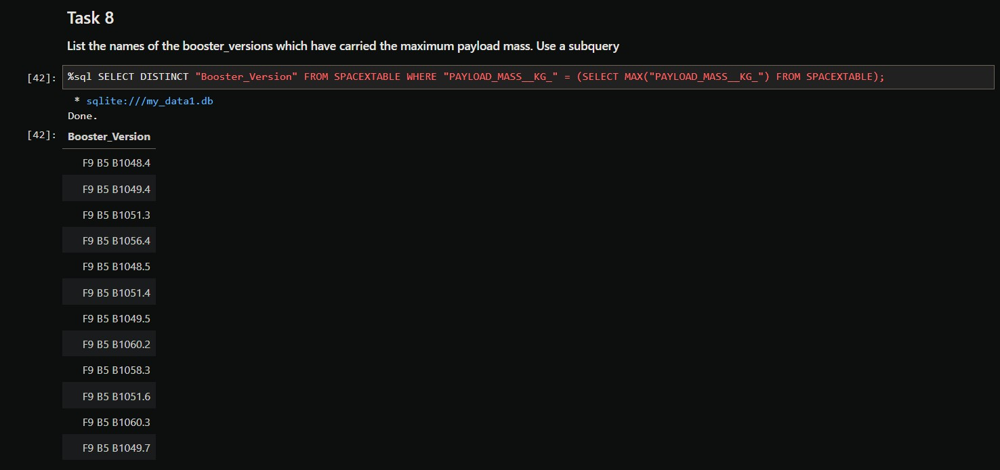 Task 8
List the names of the booster_versions which have carried the maximum payload mass. Use a subquery
[42]: %sql SELECT DISTINCT "Booster_Version" FROM SPACEXTABLE WHERE "PAYLOAD_MASS__KG_" = (SELECT MAX("PAYLOAD_MASS__KG_") FROM SPACEXTABLE);
* sqlite:///my_data1.db
Done.
[42]: Booster_Version
F9 B5 B1048.4
F9 B5 B1049.4
F9 B5 B1051.3
F9 B5 B1056.4
F9 B5 B1048.5
F9 B5 B1051.4
F9 B5 B1049.5
F9 B5 B1060.2
F9 B5 B1058.3
F9 B5 B1051.6
F9 B5 B1060.3
F9 B5 B1049.7